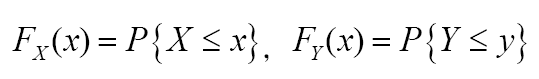 F_X(x) = P{X ≤ x}, F_Y(x) = P{Y ≤ y}